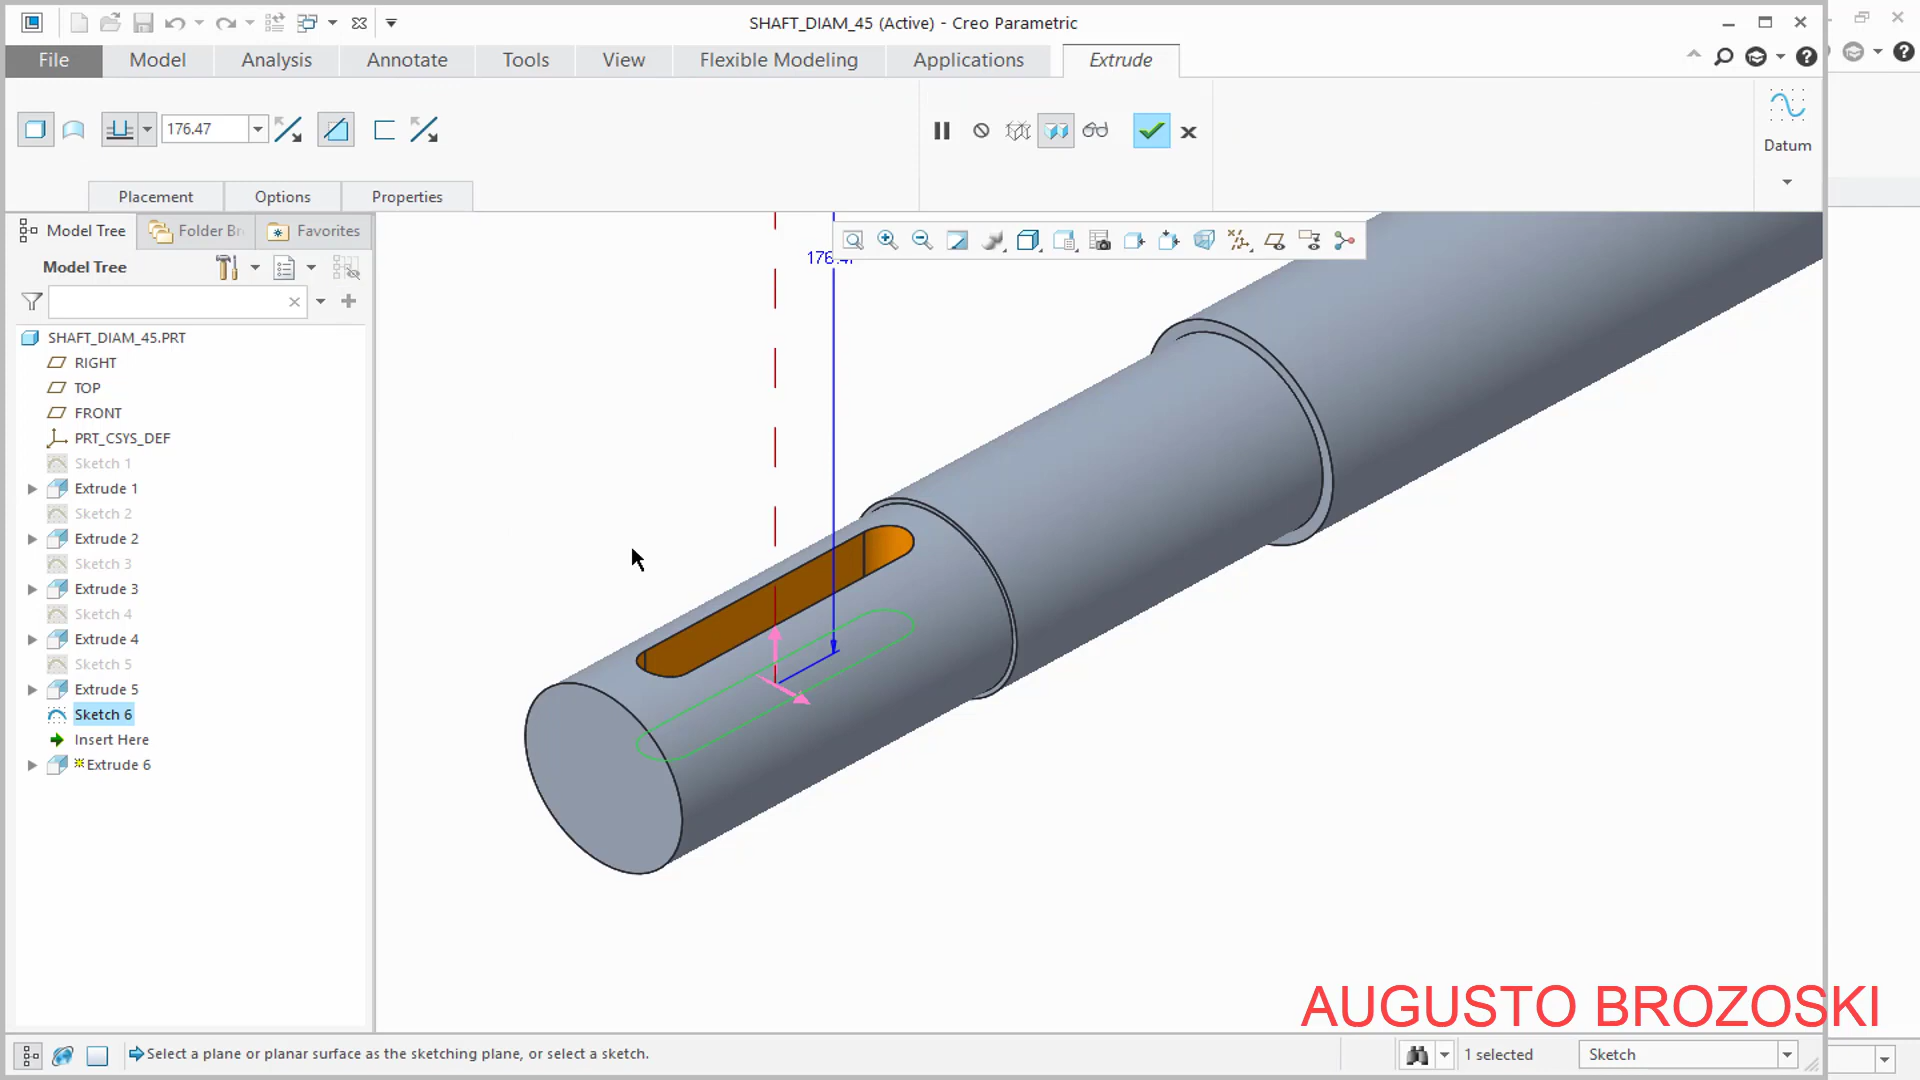 SHAFT_DIAM_45 (Active) - Creo Parametric
File Model Analysis Annotate Tools View Flexible Modeling Applications Extrude
176.47
Datum
Placement Options Properties
Model Tree Folder Br Favorites
Model Tree
SHAFT_DIAM_45.PRT
RIGHT
TOP
FRONT
PRT_CSYS_DEF
Sketch 1
Extrude 1
Sketch 2
Extrude 2
Sketch 3
Extrude 3
Sketch 4
Extrude 4
Sketch 5
Extrude 5
Sketch 6
Insert Here
Extrude 6
AUGUSTO BROZOSKI
Select a plane or planar surface as the sketching plane, or select a sketch.
1 selected
Sketch